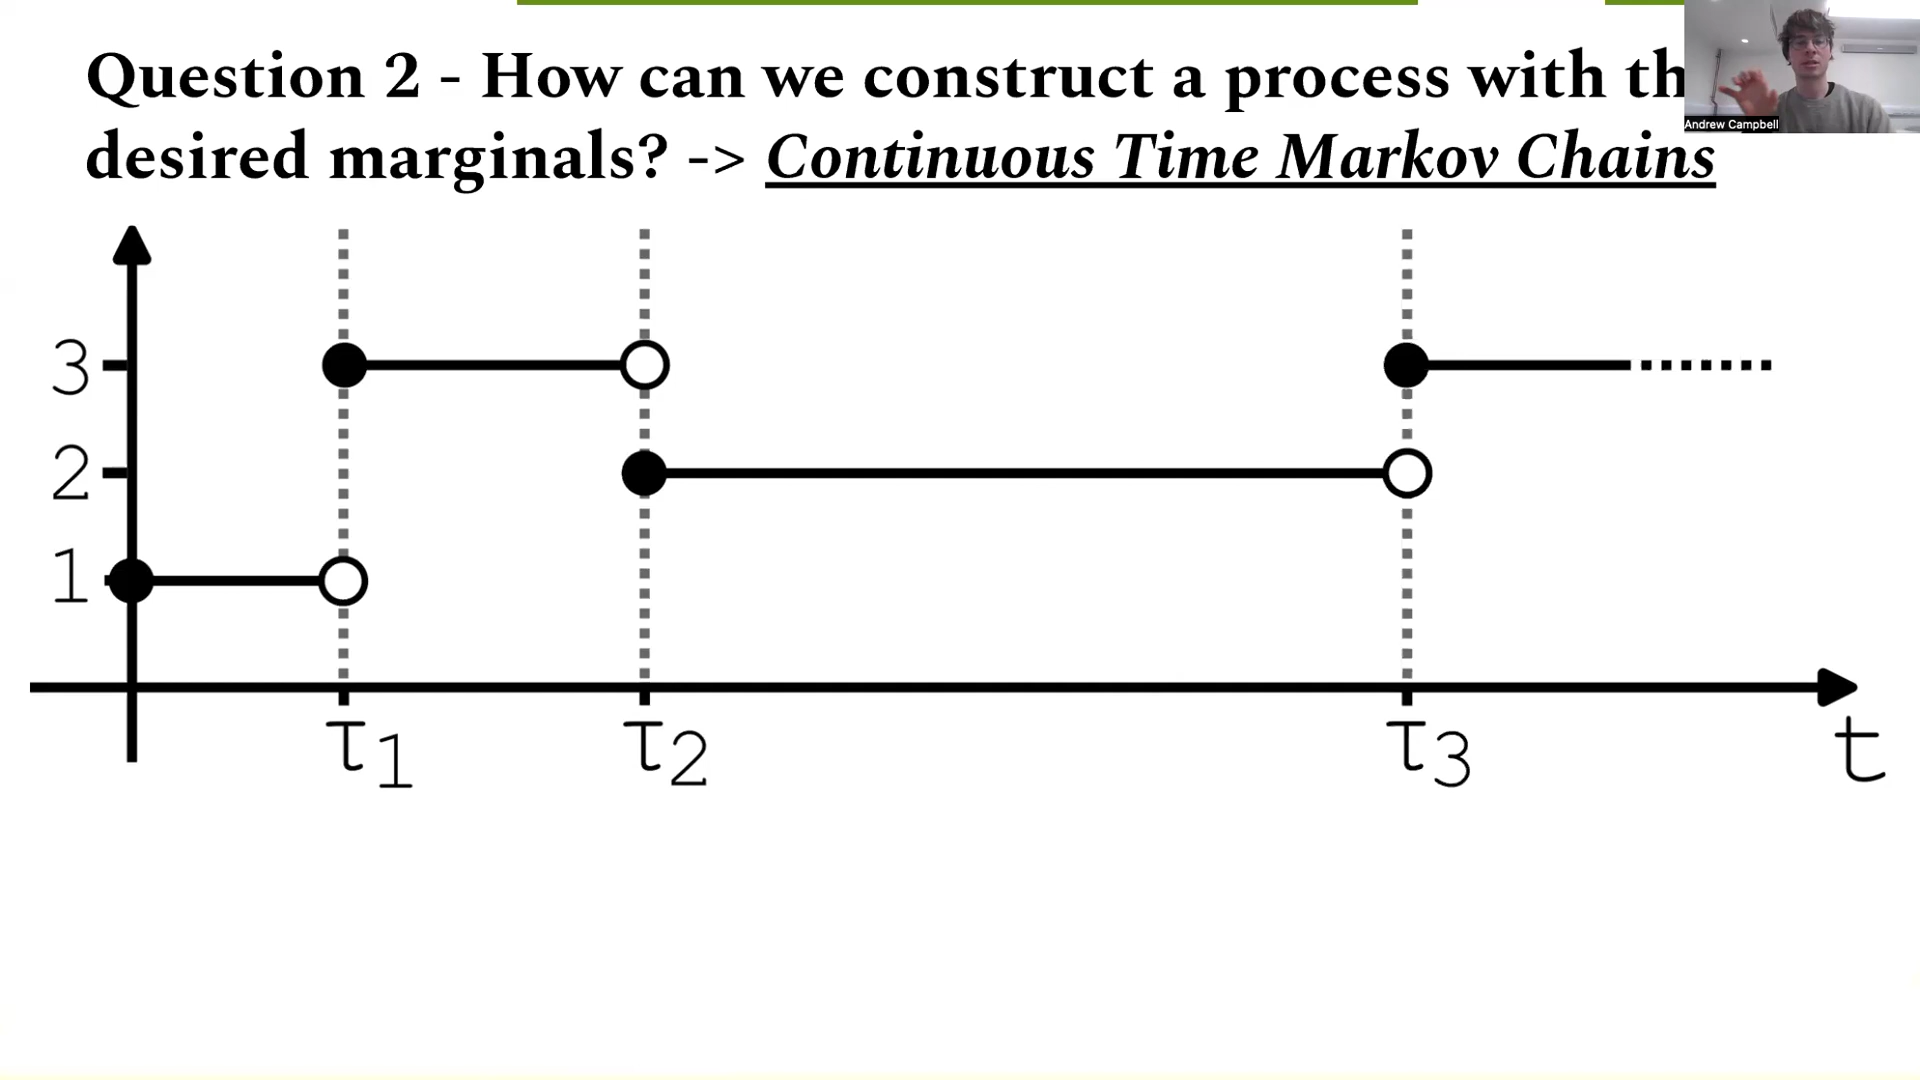 Question 2 - How can we construct a process with th
desired marginals? -> Continuous Time Markov Chains
Andrew Campbell
3
2
1
τ1 τ2 τ3 t